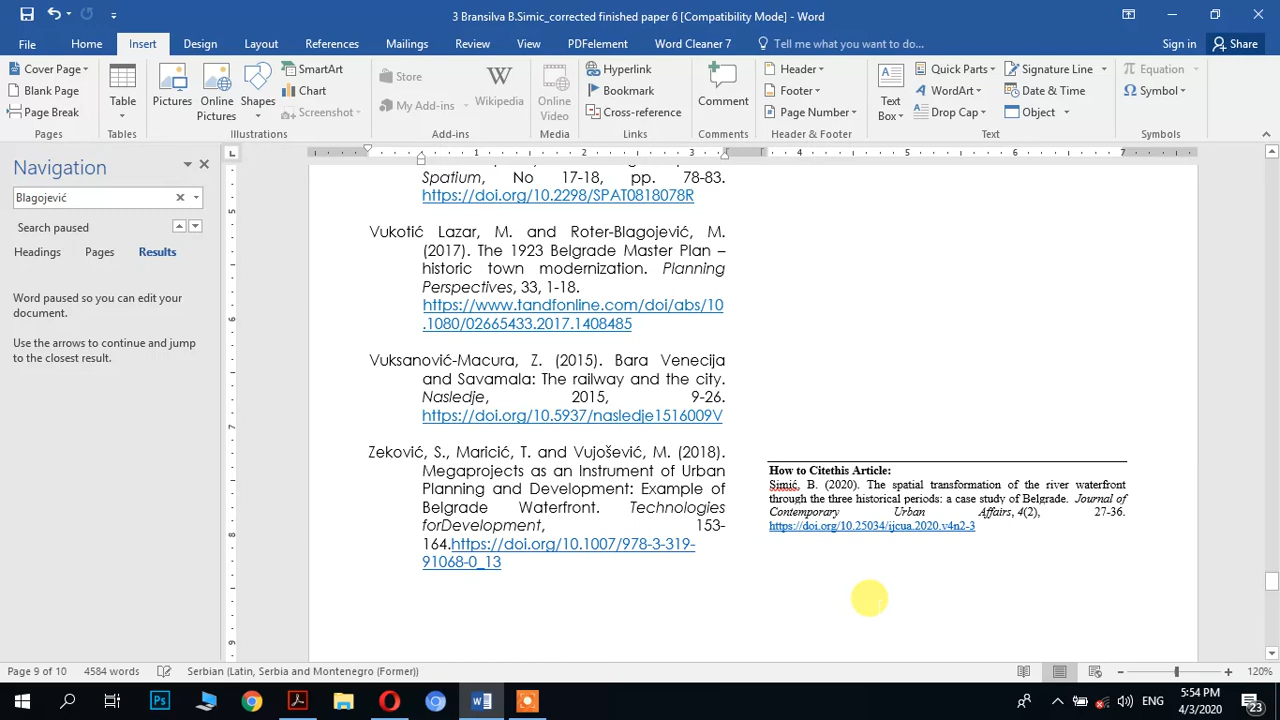 3 Bransilva B.Simic_corrected finished paper 6 [Compatibility Mode] - Word
File Home Insert Design Layout References Mailings Review View PDFelement Word Cleaner 7 Tell me what you want to do... Sign in Share
Cover Page
Blank Page
Page Break
Pages
Table
Tables
Pictures
Online Pictures
Shapes
SmartArt
Chart
Screenshot
Illustrations
Store
My Add-ins
Wikipedia
Add-ins
Online Video
Media
Hyperlink
Bookmark
Cross-reference
Links
Comment
Comments
Header
Footer
Page Number
Header & Footer
Text Box
Quick Parts
WordArt
Drop Cap
Signature Line
Date & Time
Object
Text
Equation
Symbol
Symbols
Navigation
Blagojević
Search paused
Headings Pages Results
Word paused so you can edit your
document.
Use the arrows to continue and jump
to the closest result.
1 2 3 4 5 6 7
5
6
7
8
9
Spatium, No 17-18, pp. 78-83.
https://doi.org/10.2298/SPAT0818078R
Vukotić Lazar, M. and Roter-Blagojević, M.
(2017). The 1923 Belgrade Master Plan –
historic town modernization. Planning
Perspectives, 33, 1-18.
https://www.tandfonline.com/doi/abs/10
.1080/02665433.2017.1408485
Vuksanović-Macura, Z. (2015). Bara Venecija
and Savamala: The railway and the city.
Nasledje, 2015, 9-26.
https://doi.org/10.5937/nasledje1516009V
Zeković, S., Maricić, T. and Vujošević, M. (2018).
Megaprojects as an Instrument of Urban
Planning and Development: Example of
Belgrade Waterfront. Technologies
forDevelopment, 153-
164.https://doi.org/10.1007/978-3-319-
91068-0_13
How to Citethis Article:
Simić, B. (2020). The spatial transformation of the river waterfront
through the three historical periods: a case study of Belgrade. Journal of
Contemporary Urban Affairs, 4(2), 27-36.
https://doi.org/10.25034/ijcua.2020.v4n2-3
Page 9 of 10 4584 words Serbian (Latin, Serbia and Montenegro (Former)) 120%
ENG
5:54 PM
4/3/2020
23